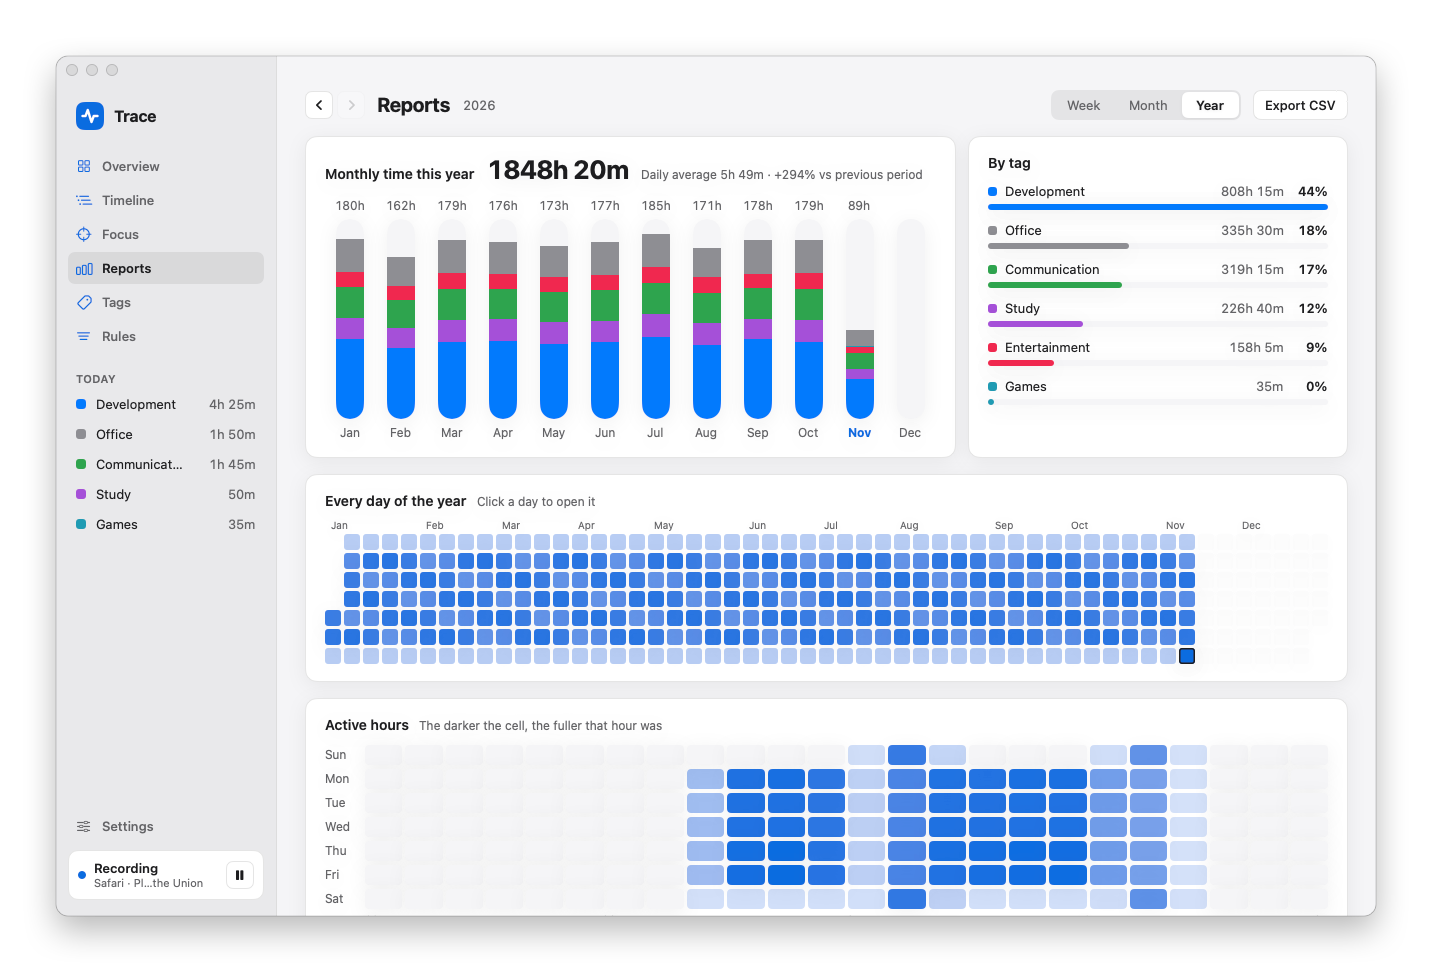 Trace
Overview
Timeline
Focus
Reports
Tags
Rules
TODAY
Development 4h 25m
Office 1h 50m
Communicat... 1h 45m
Study 50m
Games 35m
Settings
Recording
Safari · Pl...the Union
Reports 2026
Week Month Year Export CSV
Monthly time this year 1848h 20m Daily average 5h 49m · +294% vs previous period
180h 162h 179h 176h 173h 177h 185h 171h 178h 179h 89h
Jan Feb Mar Apr May Jun Jul Aug Sep Oct Nov Dec
By tag
Development 808h 15m 44%
Office 335h 30m 18%
Communication 319h 15m 17%
Study 226h 40m 12%
Entertainment 158h 5m 9%
Games 35m 0%
Every day of the year Click a day to open it
Jan Feb Mar Apr May Jun Jul Aug Sep Oct Nov Dec
Active hours The darker the cell, the fuller that hour was
Sun
Mon
Tue
Wed
Thu
Fri
Sat